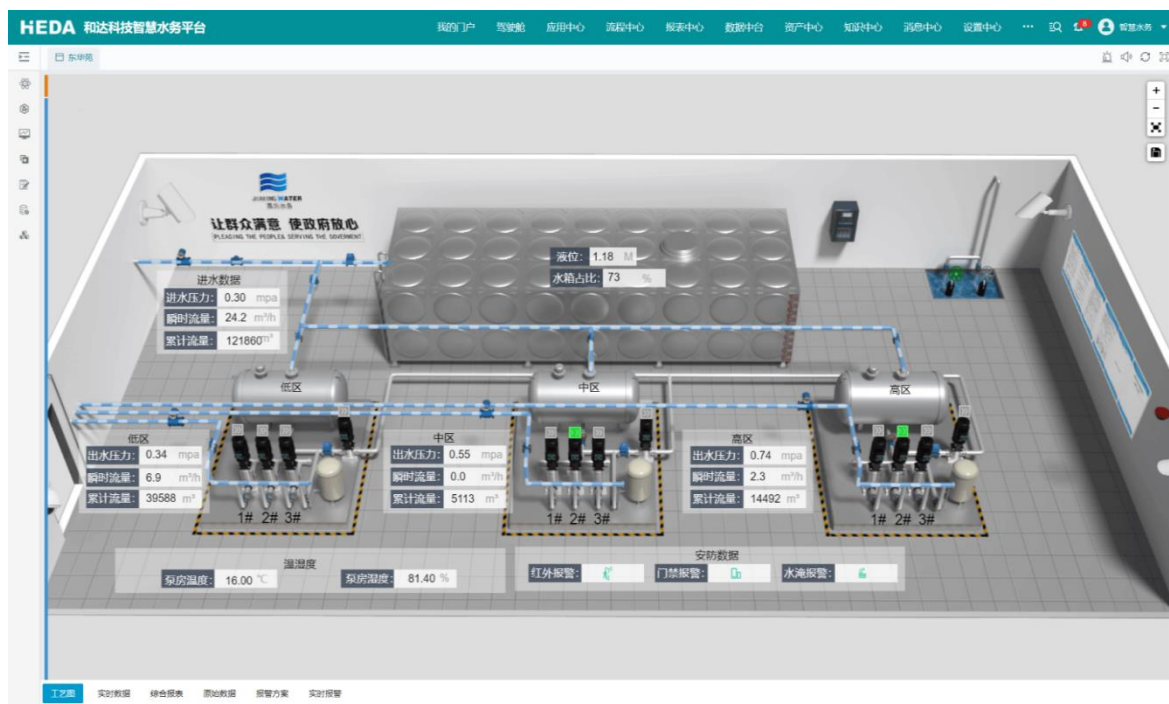 HEDA 和达科技智慧水务平台 我的门户 驾驶舱 应用中心 流程中心 报表中心 数据中台 资产中心 知识中心 消息中心 设置中心 ··· 8 智慧水务
东华苑
WATER
让群众满意 使政府放心
PLEASING THE PEOPLES, SERVING THE GOVERMENT.
液位: 1.18 M
水箱占比: 73 %
进水数据
进水压力: 0.30 mpa
瞬时流量: 24.2 m³/h
累计流量: 121860 m³
低区
中区
高区
低区
出水压力: 0.34 mpa
瞬时流量: 6.9 m³/h
累计流量: 39588 m³
1# 2# 3#
中区
出水压力: 0.55 mpa
瞬时流量: 0.0 m³/h
累计流量: 5113 m³
1# 2# 3#
高区
出水压力: 0.74 mpa
瞬时流量: 2.3 m³/h
累计流量: 14492 m³
1# 2# 3#
温湿度
泵房温度: 16.00 ℃ 泵房湿度: 81.40 %
安防数据
红外报警: 门禁报警: 水淹报警:
工艺图 实时数据 综合报表 原始数据 报警方案 实时报警